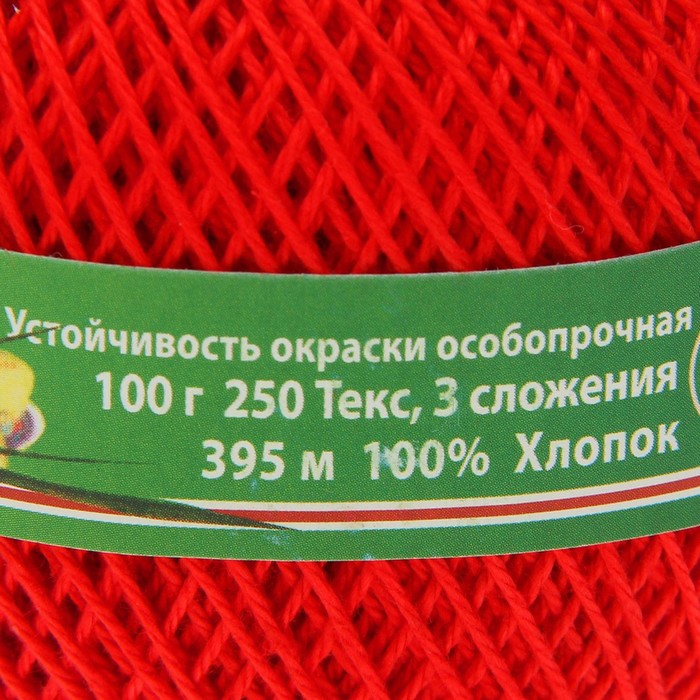 Устойчивость окраски особопрочная
100 г 250 Текс, 3 сложения
395 м 100% Хлопок